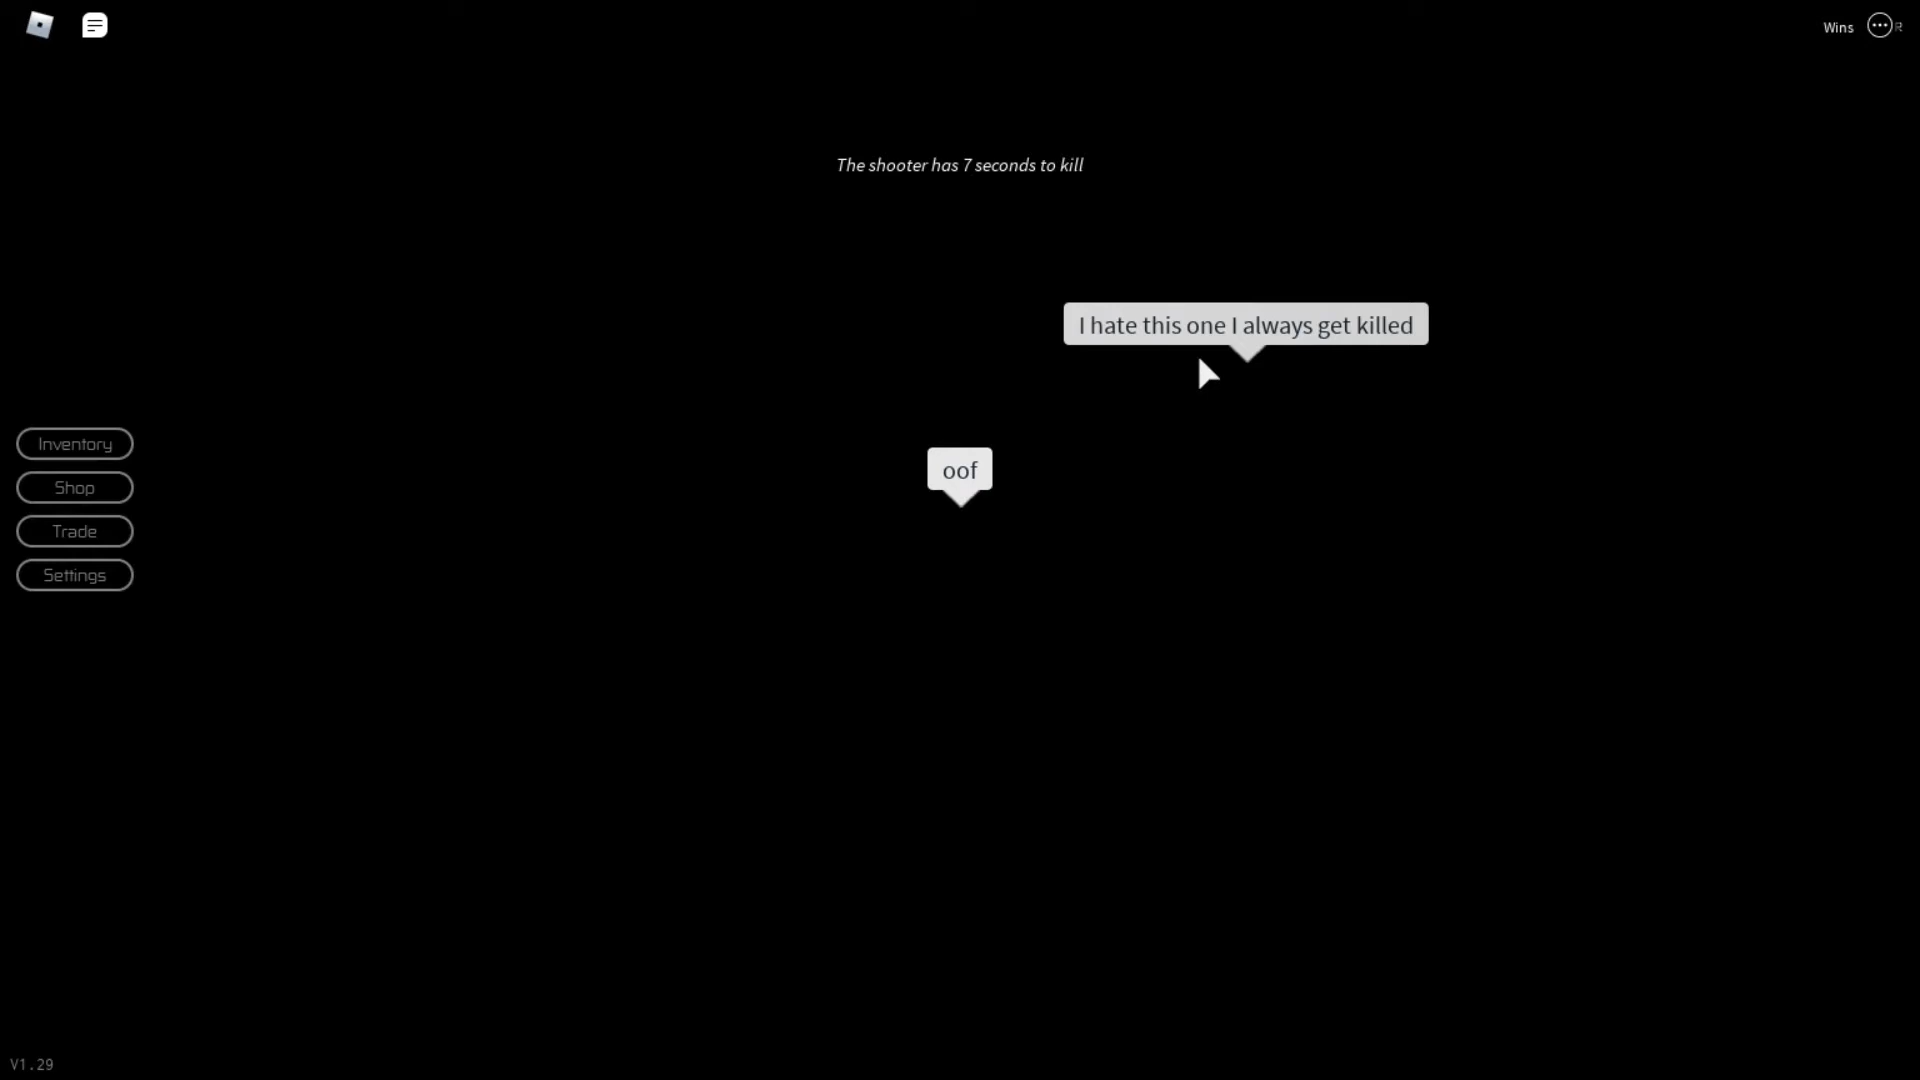 Wins
The shooter has 7 seconds to kill
I hate this one I always get killed
oof
Inventory
Shop
Trade
Settings
V1.29